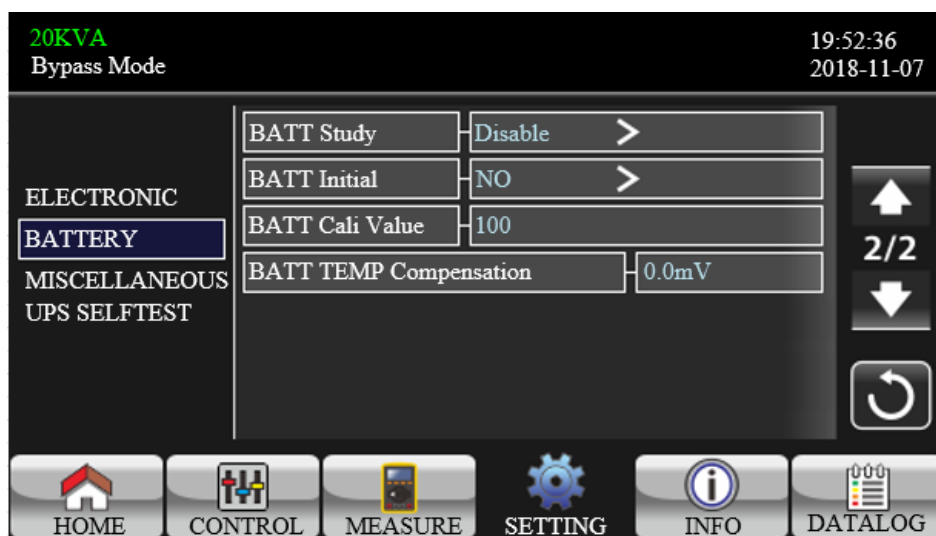 20KVA
Bypass Mode
19:52:36
2018-11-07
ELECTRONIC
BATTERY
MISCELLANEOUS
UPS SELFTEST
BATT Study Disable
BATT Initial NO
BATT Cali Value 100
BATT TEMP Compensation 0.0mV
2/2
HOME CONTROL MEASURE SETTING INFO DATALOG